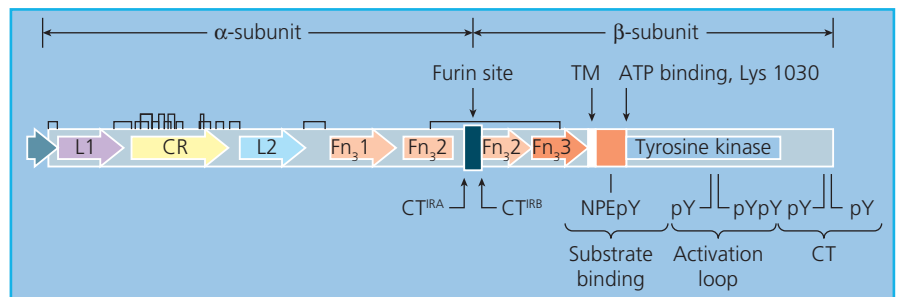 α-subunit β-subunit
Furin site TM ATP binding, Lys 1030
L1 CR L2 Fn₃1 Fn₃2 Fn₃2 Fn₃3 Tyrosine kinase
CTᴵᴿᴬ CTᴵᴿᴮ NPEpY pY pYpY pY pY
Substrate binding
Activation loop
CT